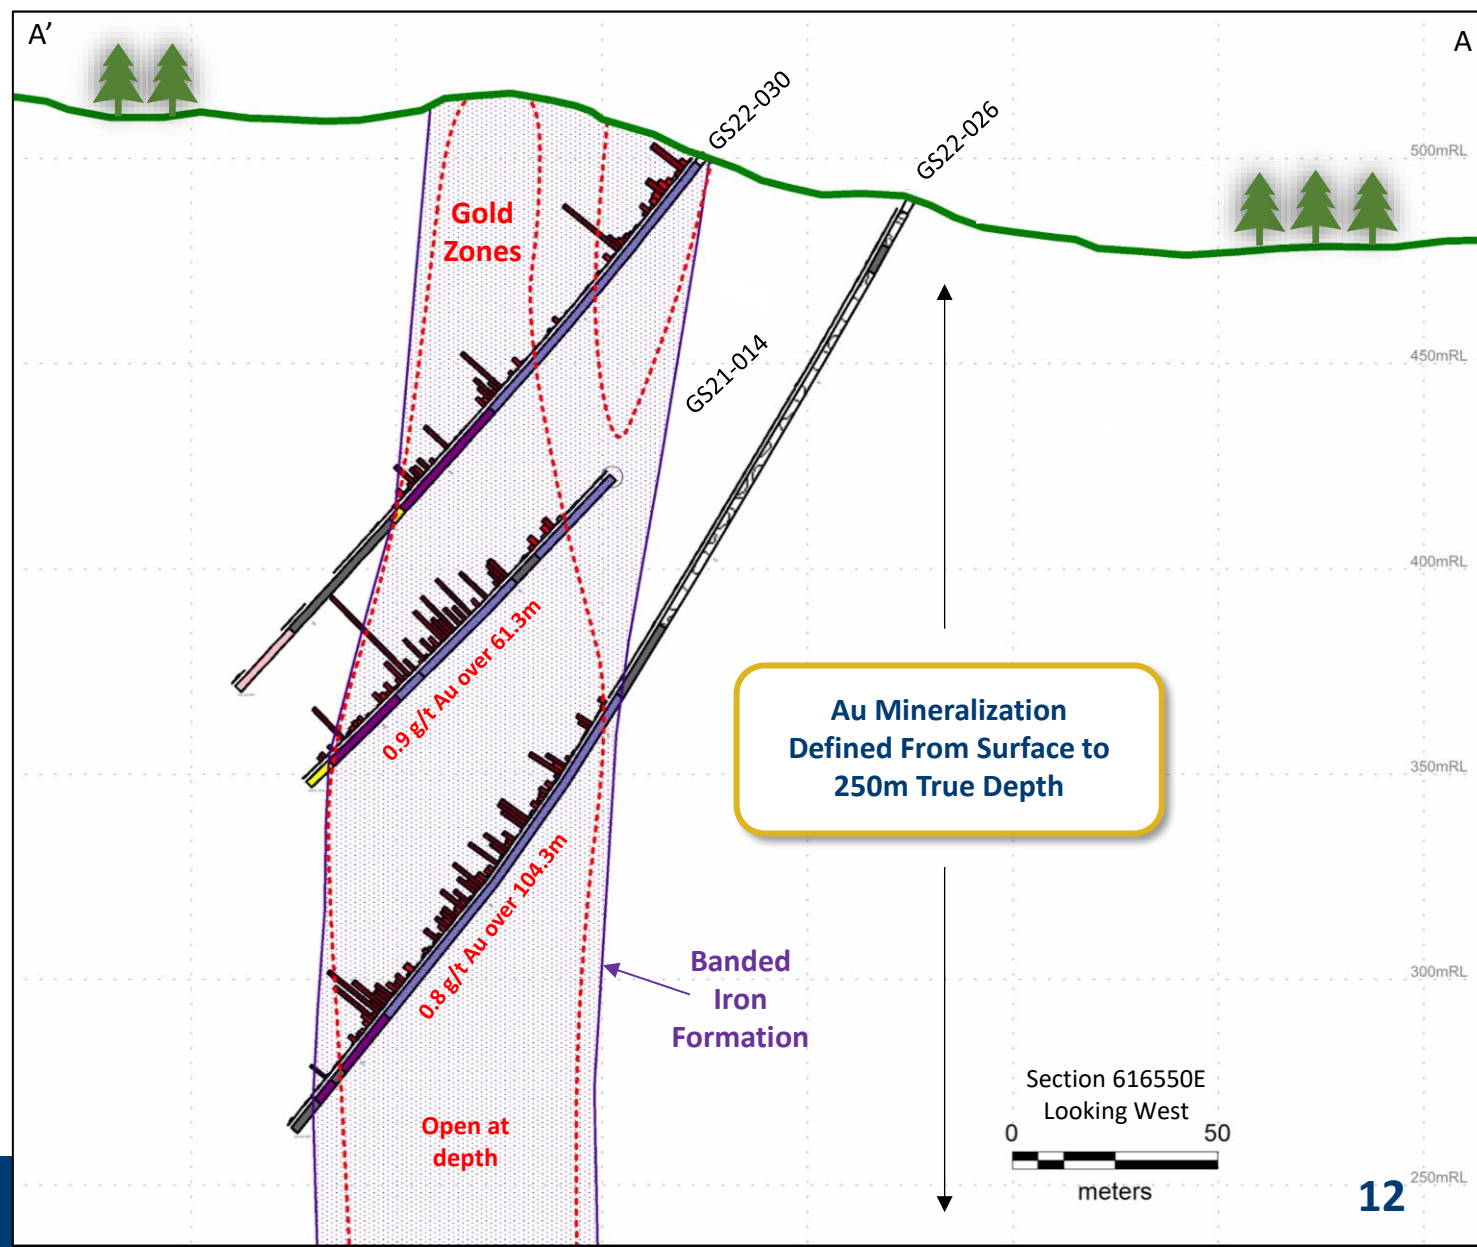 A’
A
GS22-030
GS22-026
500mRL
Gold
Zones
GS21-014
450mRL
400mRL
0.9 g/t Au over 61.3m
Au Mineralization
Defined From Surface to
250m True Depth
350mRL
0.8 g/t Au over 104.3m
Banded
Iron
Formation
300mRL
Section 616550E
Looking West
0 50
meters
Open at
depth
250mRL
12